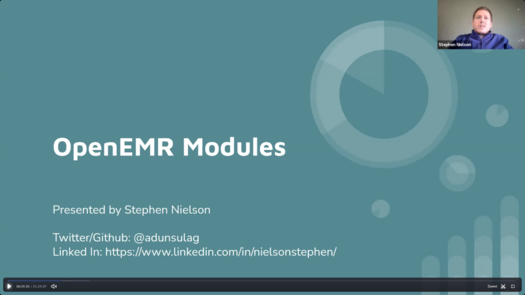 Stephen Nielson
OpenEMR Modules
Presented by Stephen Nielson
Twitter/Github: @adunsulag
Linked In: https://www.linkedin.com/in/nielsonstephen/
Speed